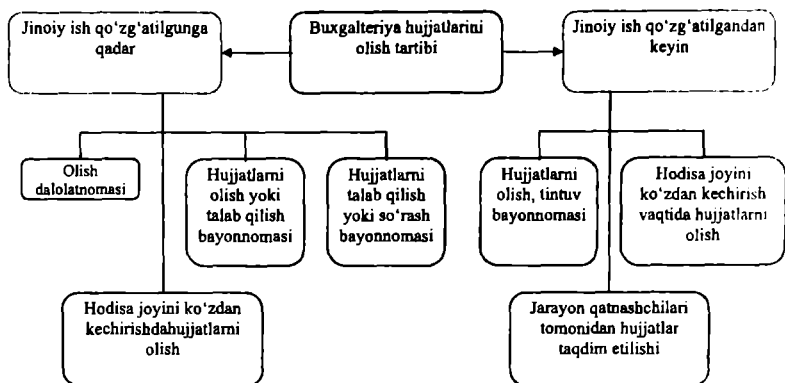 Jinoiy ish qo‘zg‘atilgunga
qadar
Buxgalteriya hujjatlarini
olish tartibi
Jinoiy ish qo‘zg‘atilgandan
keyin
Olish
dalolatnomasi
Hujjatlarni
olish yoki
talab qilish
bayonnomasi
Hujjatlarni
talab qilish
yoki so‘rash
bayonnomasi
Hujjatlarni
olish, tintuv
bayonnomasi
Hodisa joyini
ko‘zdan kechirish
vaqtida hujjatlarni
olish
Hodisa joyini ko‘zdan
kechirishdahujjatlarni
olish
Jarayon qatnashchilari
tomonidan hujjatlar
taqdim etilishi